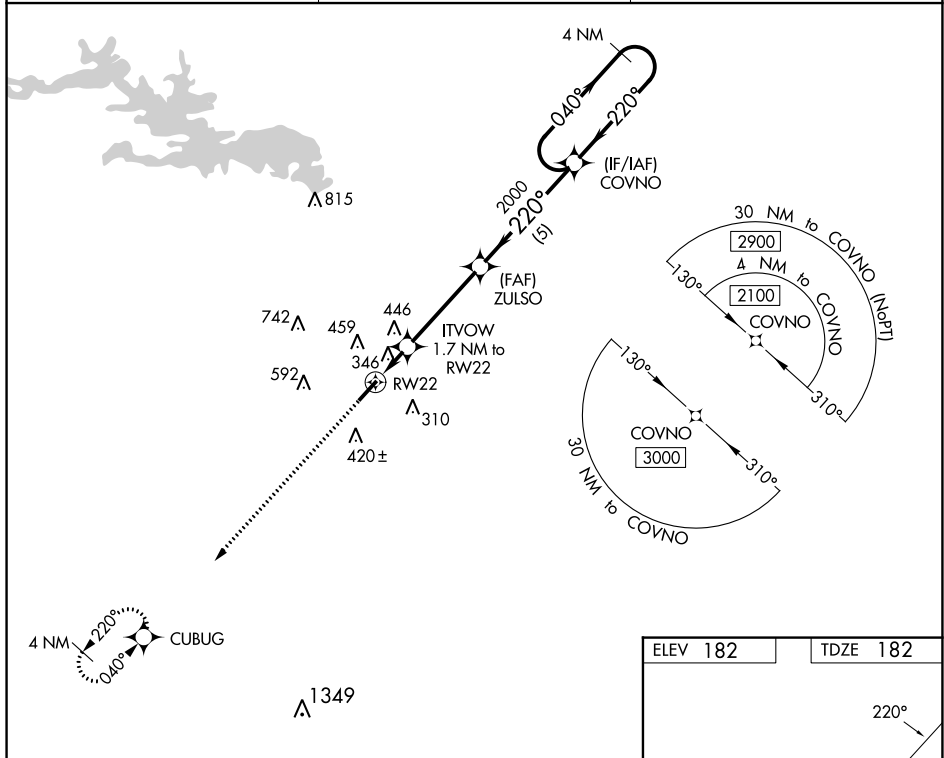 4 NM
040°
220°
(IF/IAF)
COVNO
2000
220°
(5)
815
(FAF)
ZULSO
30 NM to COVNO (NoPT)
2900
130°
4 NM to COVNO
2100
COVNO
310°
742
459
446
346
ITVOW
1.7 NM to
RW22
592
RW22
310
420±
130°
COVNO
3000
310°
30 NM to COVNO
4 NM
220°
040°
CUBUG
1349
ELEV 182
TDZE 182
220°